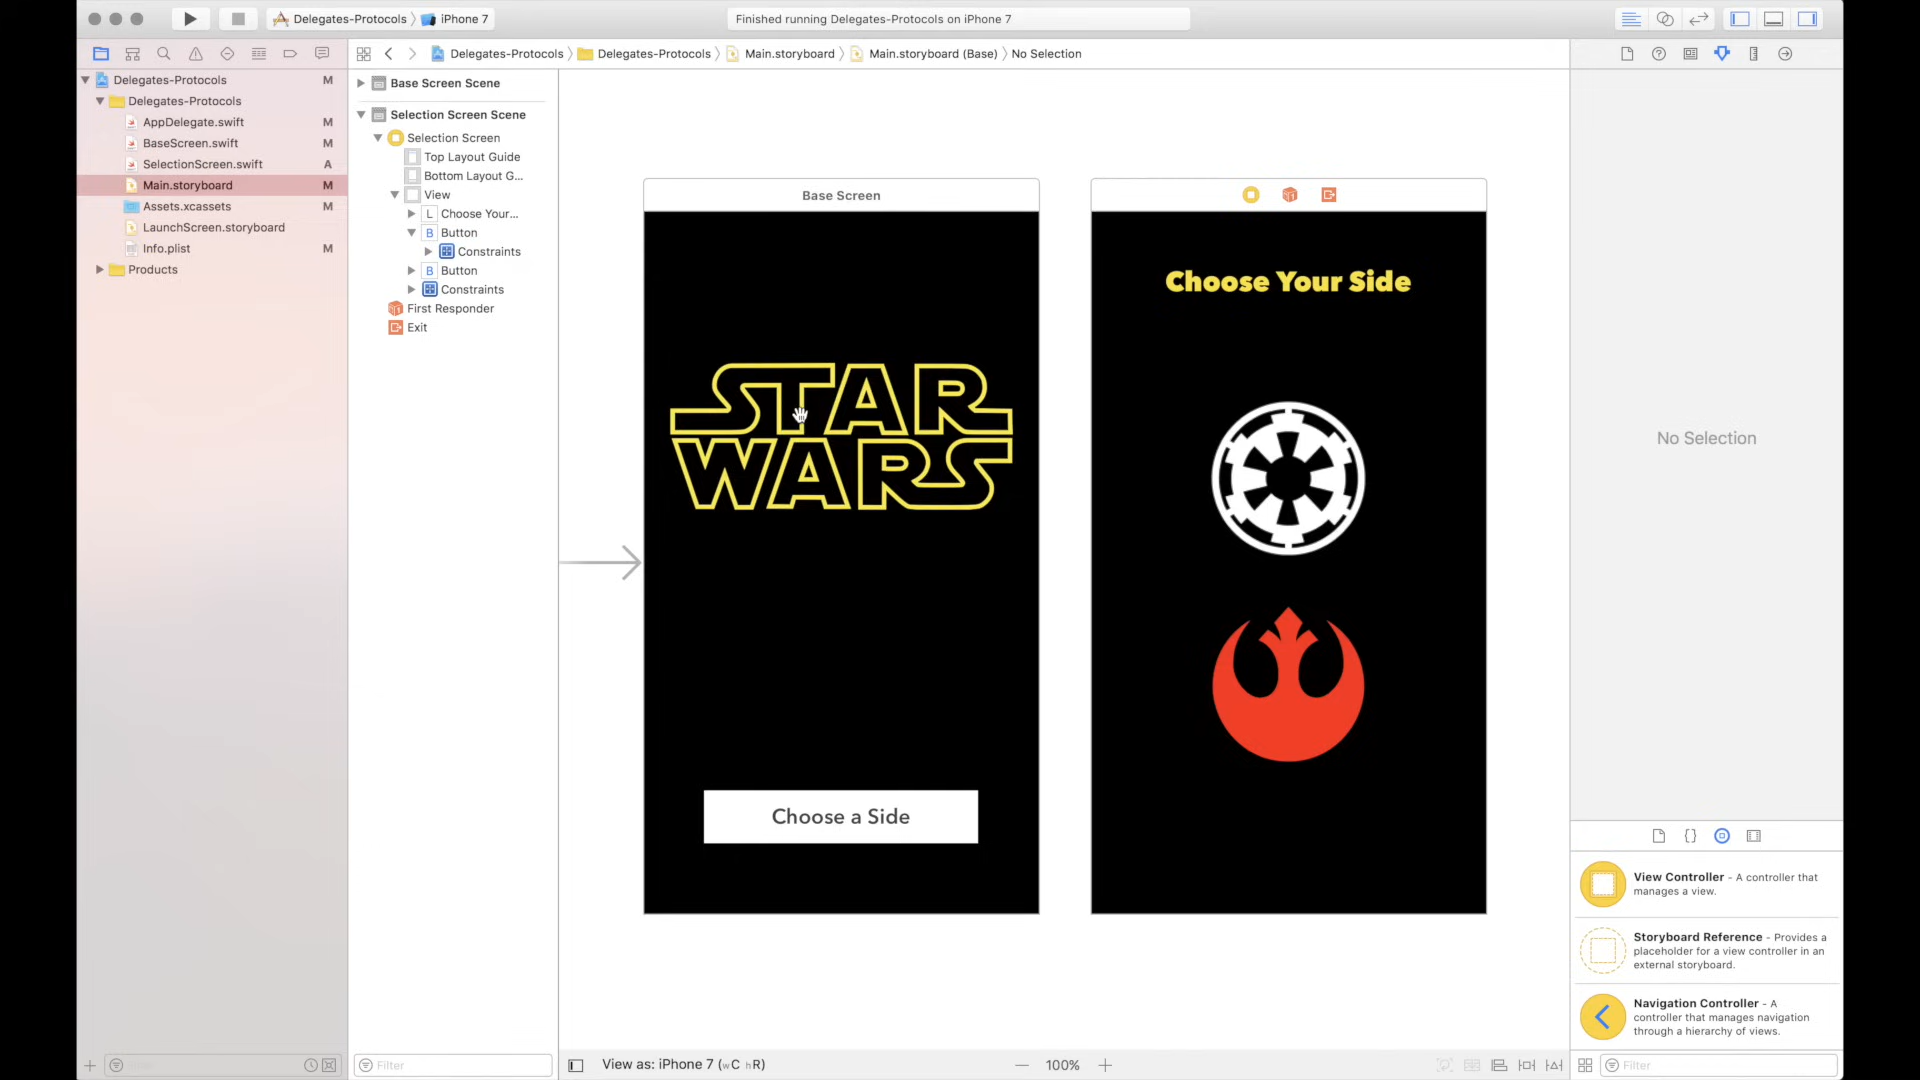 Delegates-Protocols
iPhone 7
Finished running Delegates-Protocols on iPhone 7
Delegates-Protocols
Delegates-Protocols
Main.storyboard
Main.storyboard (Base)
No Selection
Delegates-Protocols M
Delegates-Protocols
AppDelegate.swift M
BaseScreen.swift M
SelectionScreen.swift A
Main.storyboard M
Assets.xcassets M
LaunchScreen.storyboard
Info.plist M
Products
Base Screen Scene
Selection Screen Scene
Selection Screen
Top Layout Guide
Bottom Layout G...
View
L Choose Your...
B Button
Constraints
B Button
Constraints
First Responder
Exit
Base Screen
STAR
WARS
Choose a Side
Choose Your Side
No Selection
View Controller - A controller that
manages a view.
Storyboard Reference - Provides a
placeholder for a view controller in an
external storyboard.
Navigation Controller - A
controller that manages navigation
through a hierarchy of views.
Filter
View as: iPhone 7 (wC hR)
100%
Filter